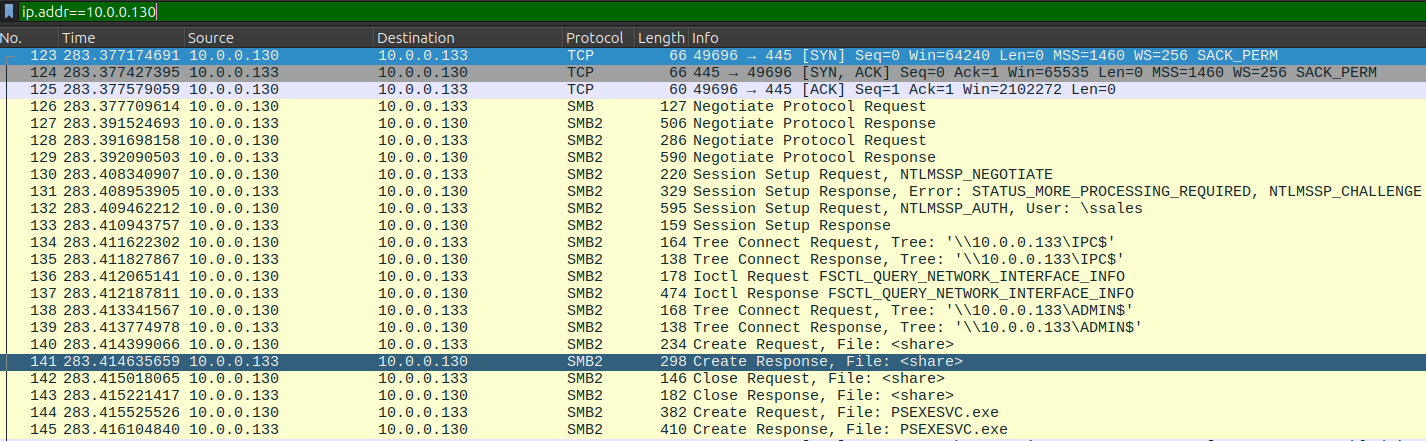 ip.addr==10.0.0.130
No. Time Source Destination Protocol Length Info
123 283.377174691 10.0.0.130 10.0.0.133 TCP 66 49696 → 445 [SYN] Seq=0 Win=64240 Len=0 MSS=1460 WS=256 SACK_PERM
124 283.377427395 10.0.0.133 10.0.0.130 TCP 66 445 → 49696 [SYN, ACK] Seq=0 Ack=1 Win=65535 Len=0 MSS=1460 WS=256 SACK_PERM
125 283.377579059 10.0.0.130 10.0.0.133 TCP 60 49696 → 445 [ACK] Seq=1 Ack=1 Win=2102272 Len=0
126 283.377709614 10.0.0.130 10.0.0.133 SMB 127 Negotiate Protocol Request
127 283.391524693 10.0.0.133 10.0.0.130 SMB2 506 Negotiate Protocol Response
128 283.391698158 10.0.0.130 10.0.0.133 SMB2 286 Negotiate Protocol Request
129 283.392090503 10.0.0.133 10.0.0.130 SMB2 590 Negotiate Protocol Response
130 283.408340907 10.0.0.130 10.0.0.133 SMB2 220 Session Setup Request, NTLMSSP_NEGOTIATE
131 283.408953905 10.0.0.133 10.0.0.130 SMB2 329 Session Setup Response, Error: STATUS_MORE_PROCESSING_REQUIRED, NTLMSSP_CHALLENGE
132 283.409462212 10.0.0.130 10.0.0.133 SMB2 595 Session Setup Request, NTLMSSP_AUTH, User: \ssales
133 283.410943757 10.0.0.133 10.0.0.130 SMB2 159 Session Setup Response
134 283.411622302 10.0.0.130 10.0.0.133 SMB2 164 Tree Connect Request, Tree: '\\10.0.0.133\IPC$'
135 283.411827867 10.0.0.133 10.0.0.130 SMB2 138 Tree Connect Response, Tree: '\\10.0.0.133\IPC$'
136 283.412065141 10.0.0.130 10.0.0.133 SMB2 178 Ioctl Request FSCTL_QUERY_NETWORK_INTERFACE_INFO
137 283.412187811 10.0.0.133 10.0.0.130 SMB2 474 Ioctl Response FSCTL_QUERY_NETWORK_INTERFACE_INFO
138 283.413341567 10.0.0.130 10.0.0.133 SMB2 168 Tree Connect Request, Tree: '\\10.0.0.133\ADMIN$'
139 283.413774978 10.0.0.133 10.0.0.130 SMB2 138 Tree Connect Response, Tree: '\\10.0.0.133\ADMIN$'
140 283.414399066 10.0.0.130 10.0.0.133 SMB2 234 Create Request, File: <share>
141 283.414635659 10.0.0.133 10.0.0.130 SMB2 298 Create Response, File: <share>
142 283.415018065 10.0.0.130 10.0.0.133 SMB2 146 Close Request, File: <share>
143 283.415221417 10.0.0.133 10.0.0.130 SMB2 182 Close Response, File: <share>
144 283.415525526 10.0.0.130 10.0.0.133 SMB2 382 Create Request, File: PSEXESVC.exe
145 283.416104840 10.0.0.133 10.0.0.130 SMB2 410 Create Response, File: PSEXESVC.exe